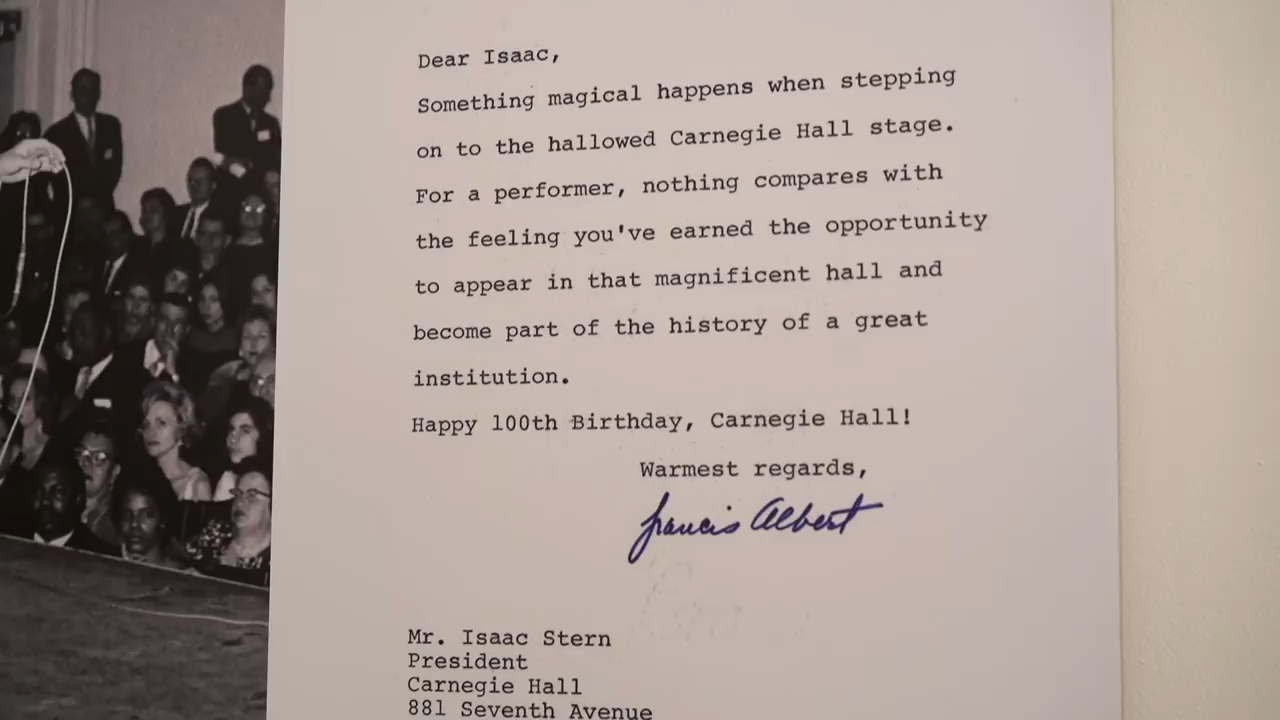 Dear Isaac,
Something magical happens when stepping
on to the hallowed Carnegie Hall stage.
For a performer, nothing compares with
the feeling you've earned the opportunity
to appear in that magnificent hall and
become part of the history of a great
institution.
Happy 100th Birthday, Carnegie Hall!
Warmest regards,
Francis Albert
Mr. Isaac Stern
President
Carnegie Hall
881 Seventh Avenue